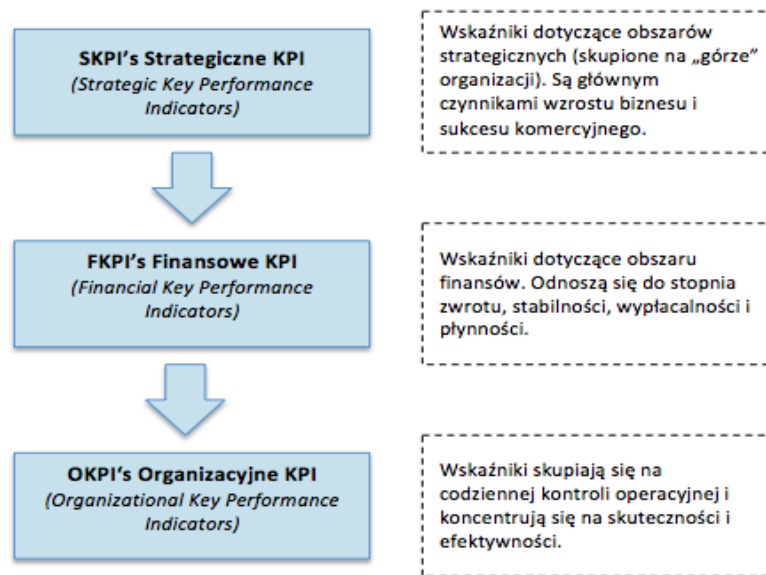 SKPI's Strategiczne KPI
(Strategic Key Performance
Indicators)
Wskaźniki dotyczące obszarów
strategicznych (skupione na „górze”
organizacji). Są głównym
czynnikami wzrostu biznesu i
sukcesu komercyjnego.
FKPI's Finansowe KPI
(Financial Key Performance
Indicators)
Wskaźniki dotyczące obszaru
finansów. Odnoszą się do stopnia
zwrotu, stabilności, wypłacalności i
płynności.
OKPI's Organizacyjne KPI
(Organizational Key Performance
Indicators)
Wskaźniki skupiają się na
codziennej kontroli operacyjnej i
koncentrują się na skuteczności i
efektywności.